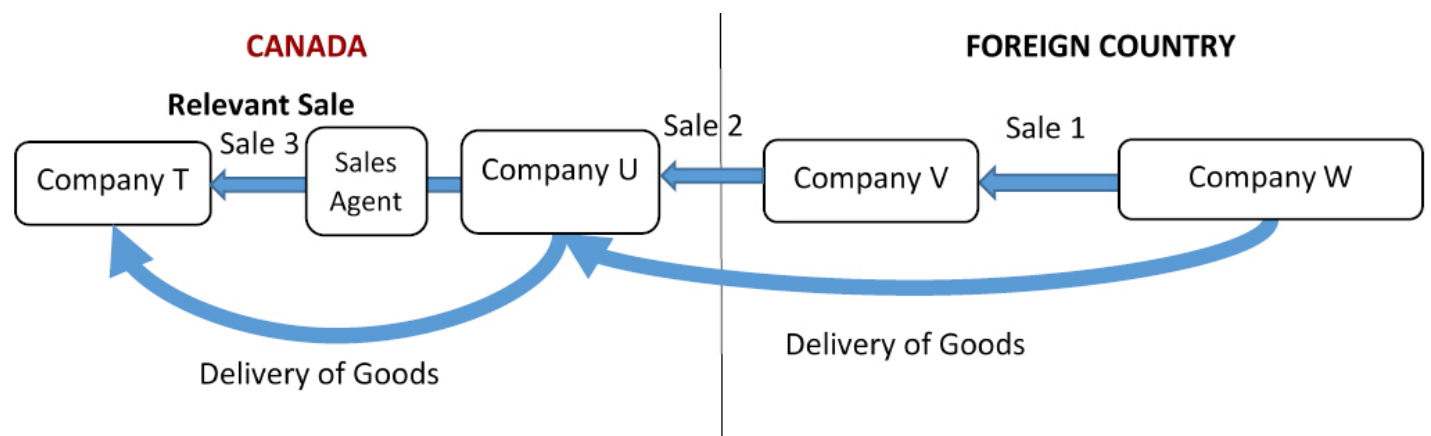 CANADA
FOREIGN COUNTRY
Relevant Sale
Sale 3
Sale 2
Sale 1
Company T
Sales
Agent
Company U
Company V
Company W
Delivery of Goods
Delivery of Goods